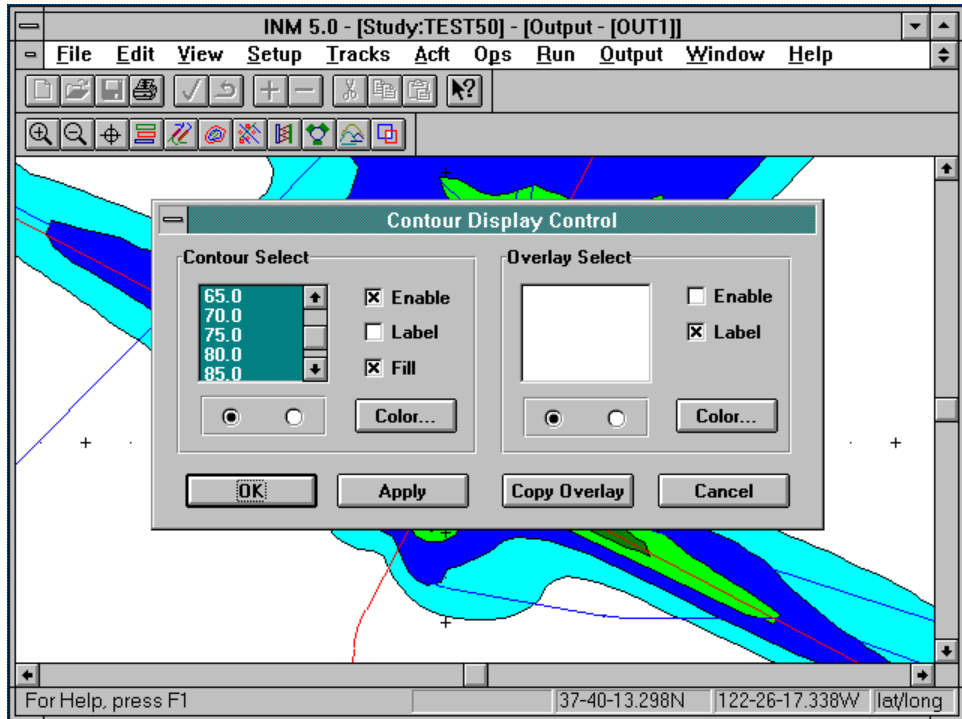 INM 5.0 - [Study:TEST50] - [Output - [OUT1]]
File Edit View Setup Tracks Acft Ops Run Output Window Help
Contour Display Control
Contour Select
65.0
70.0
75.0
80.0
85.0
Enable
Label
Fill
Color...
Overlay Select
Enable
Label
Color...
OK Apply Copy Overlay Cancel
For Help, press F1 37-40-13.298N 122-26-17.338W lat/long